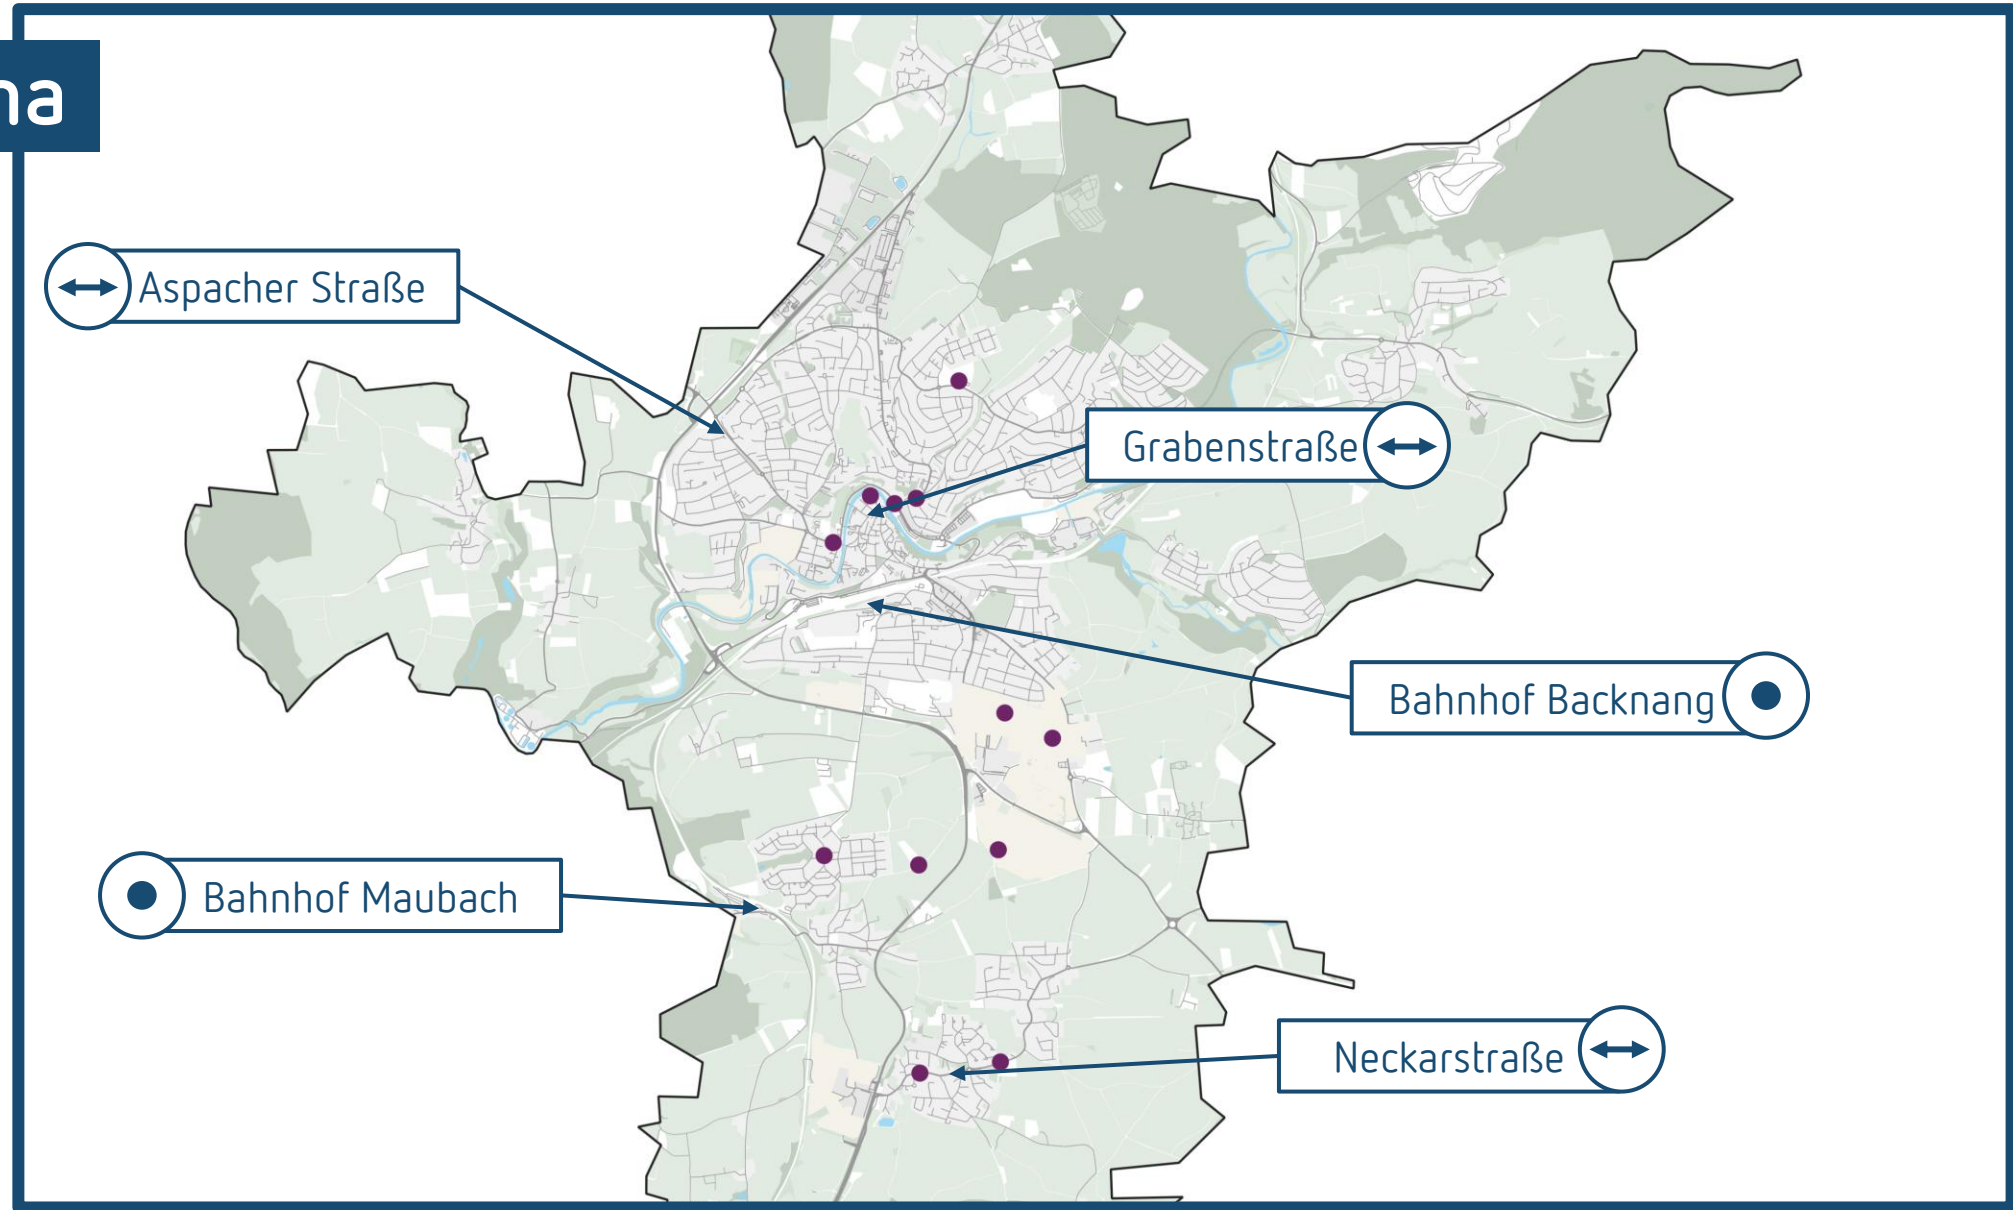 na
Aspacher Straße
Grabenstraße
Bahnhof Backnang
Bahnhof Maubach
Neckarstraße